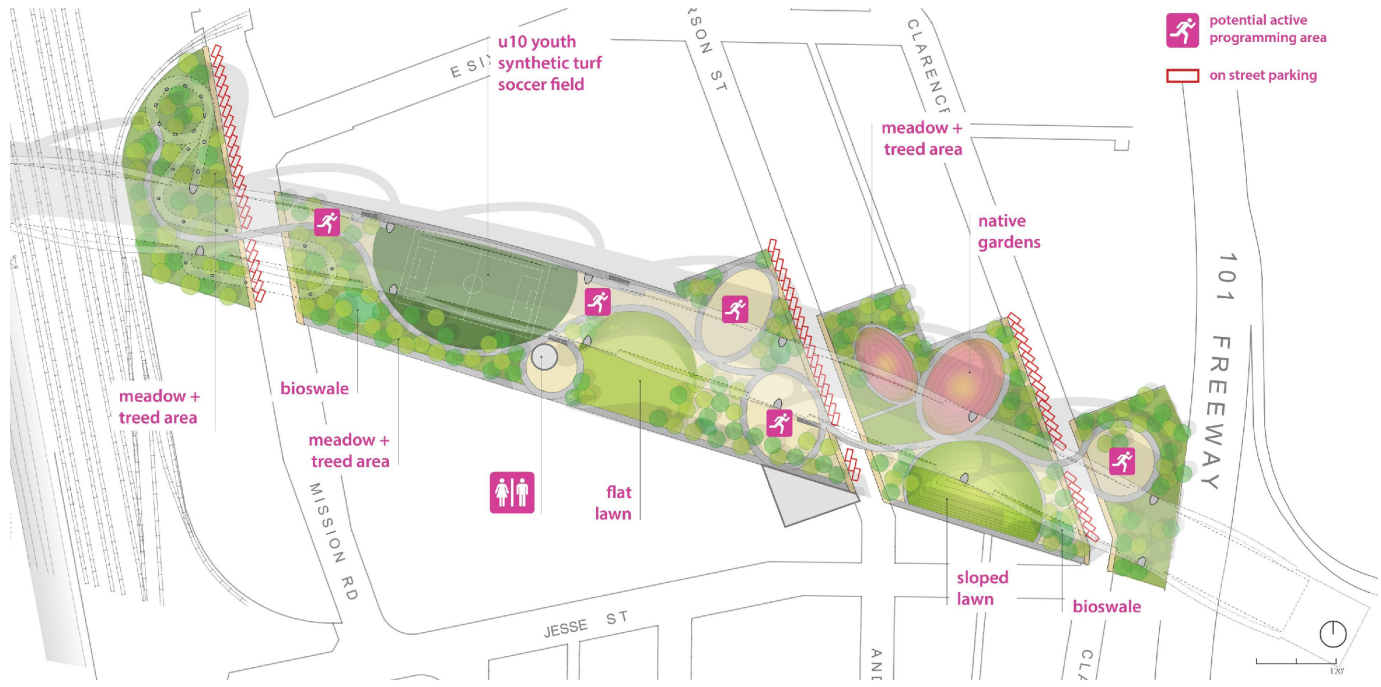 potential active
programming area
on street parking
u10 youth
synthetic turf
soccer field
E SIX
RSON ST
CLARENC
meadow +
treed area
native
gardens
101 FREEWAY
meadow +
treed area
bioswale
meadow +
treed area
flat
lawn
MISSION RD
sloped
lawn
bioswale
JESSE ST
AND
CLA
120'